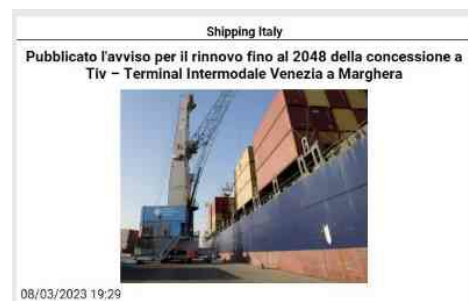 Shipping Italy
Pubblicato l'avviso per il rinnovo fino al 2048 della concessione a
Tiv – Terminal Intermodale Venezia a Marghera
08/03/2023 19:29